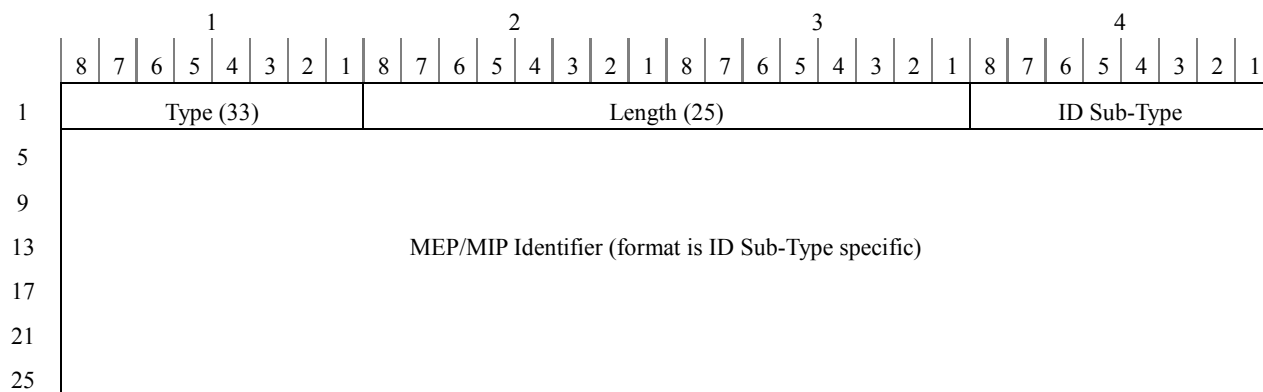 1 2 3 4
8 7 6 5 4 3 2 1 8 7 6 5 4 3 2 1 8 7 6 5 4 3 2 1 8 7 6 5 4 3 2 1
1 Type (33) Length (25) ID Sub-Type
5
9
13 MEP/MIP Identifier (format is ID Sub-Type specific)
17
21
25